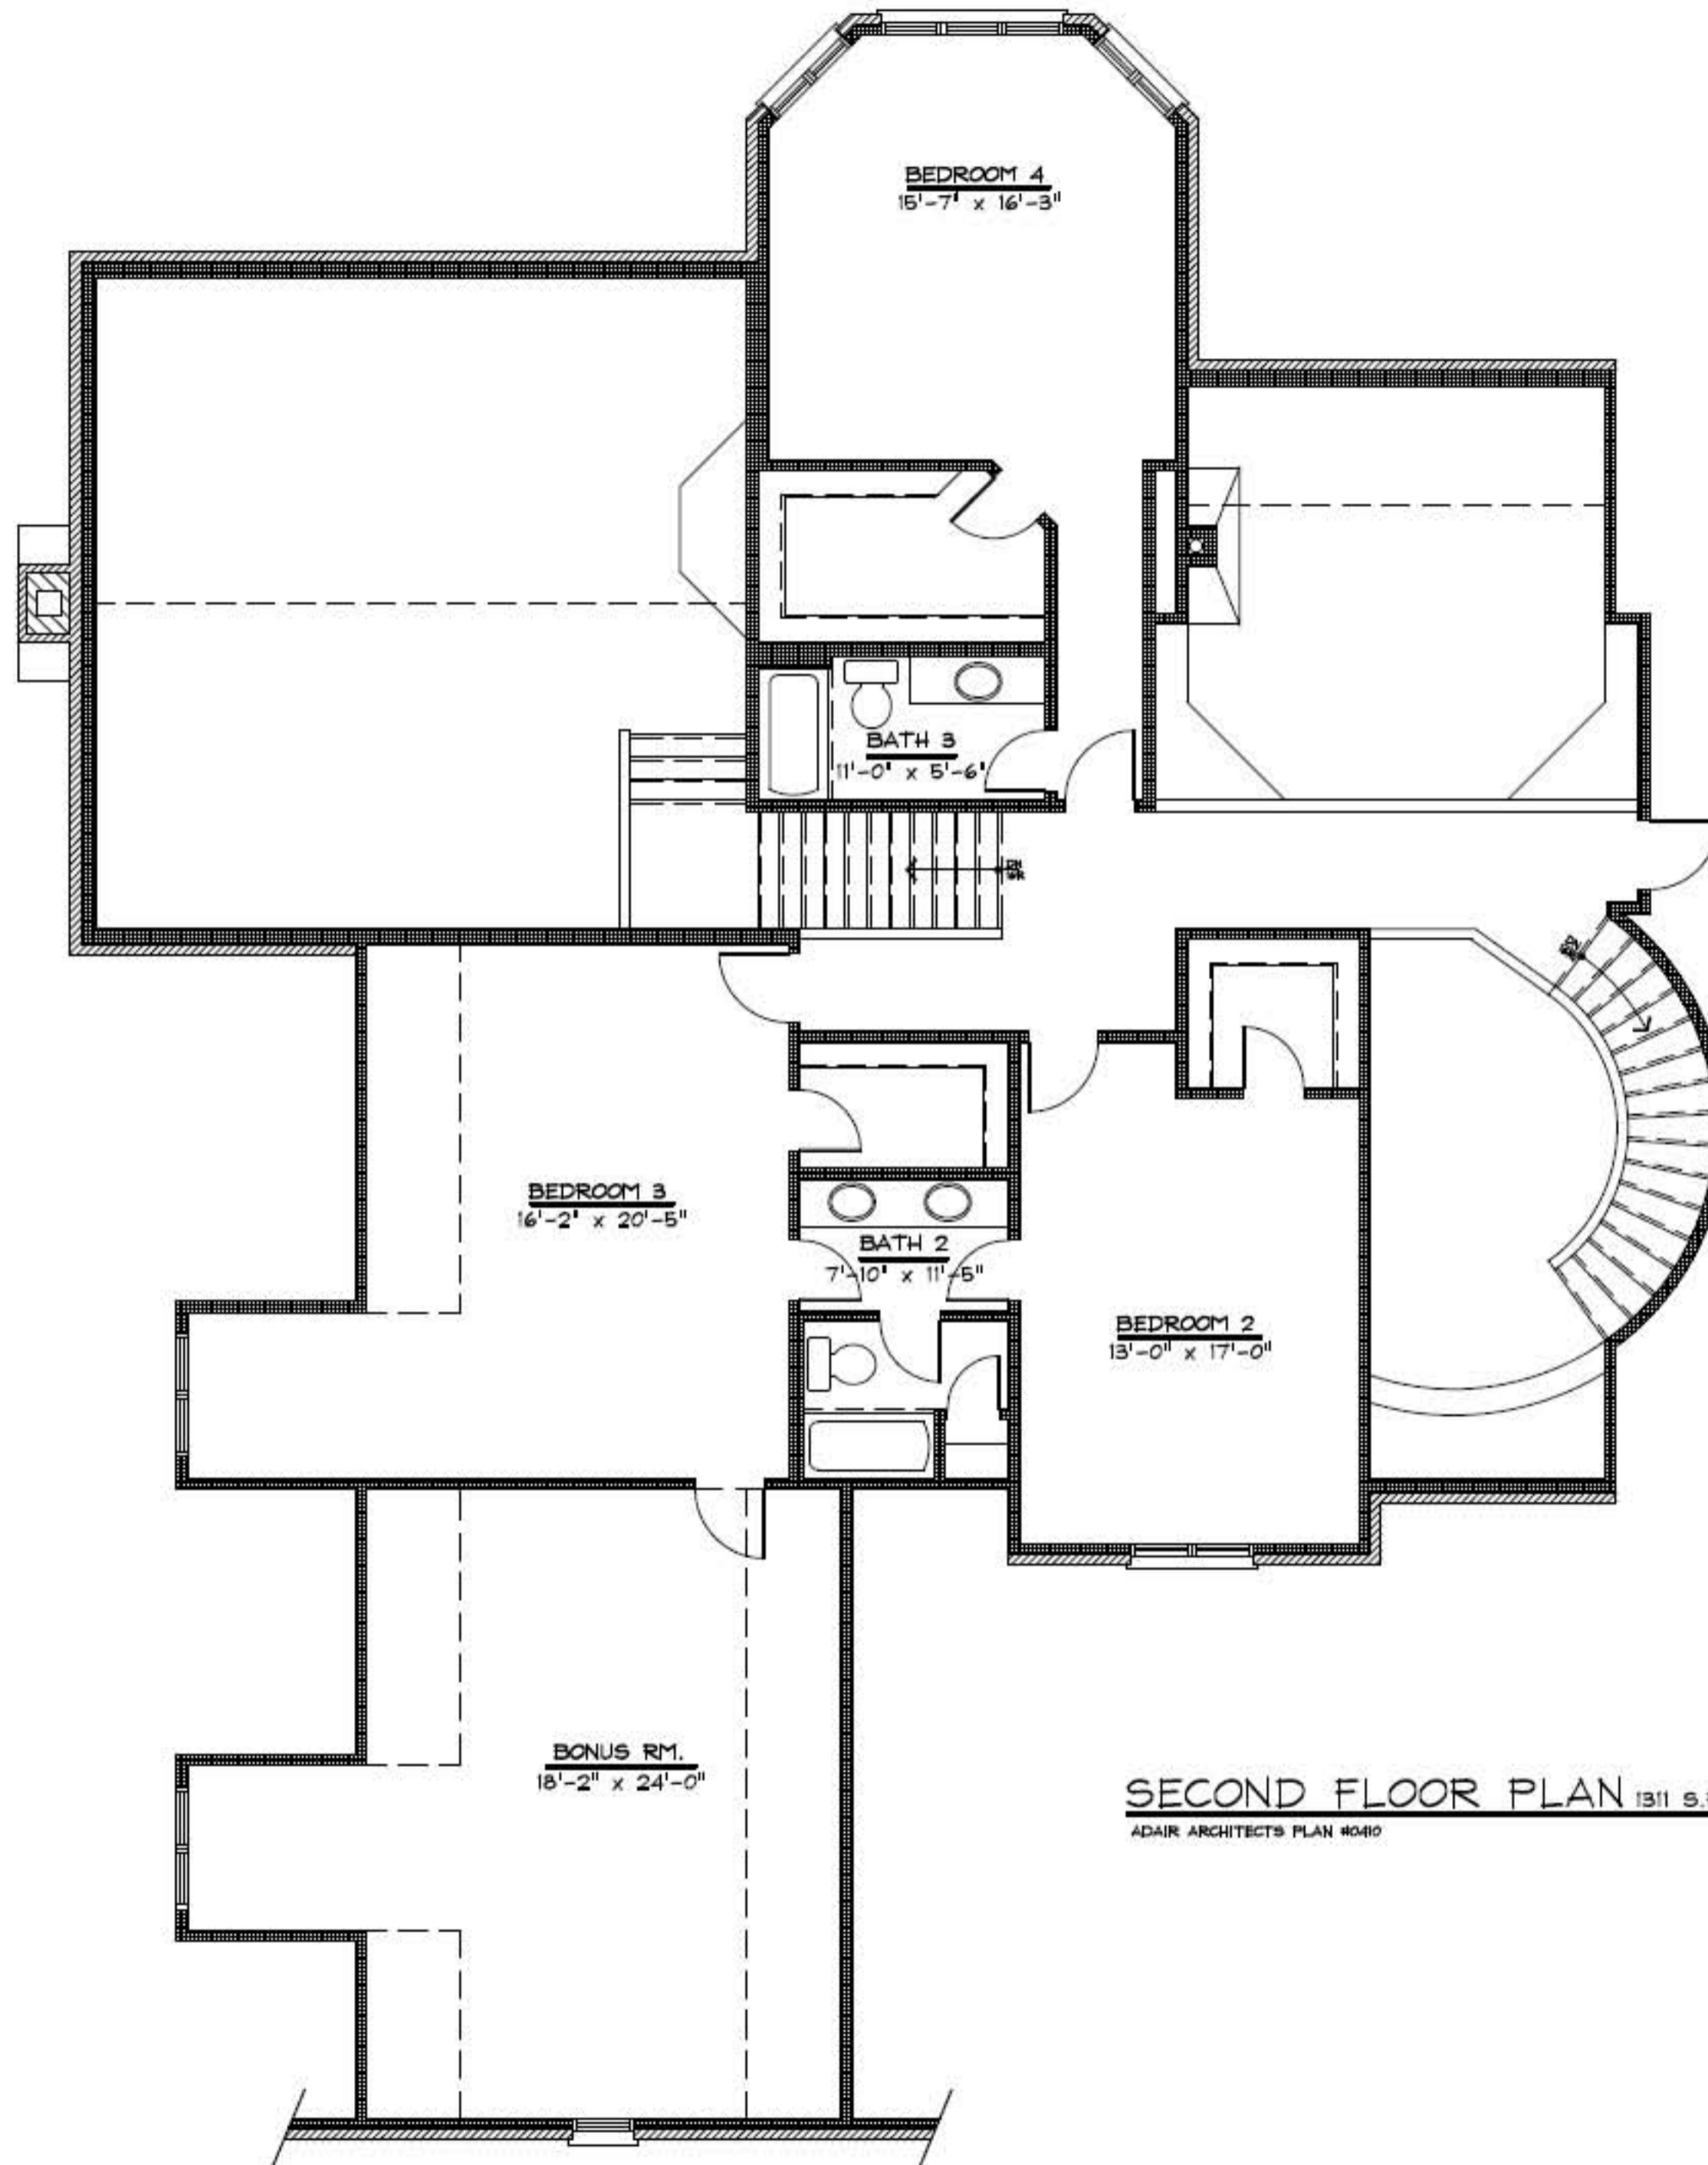 BEDROOM 4
15'-7" x 16'-3"
BATH 3
11'-0" x 5'-6"
BEDROOM 3
16'-2" x 20'-5"
BATH 2
7'-10" x 11'-5"
BEDROOM 2
13'-0" x 17'-0"
BONUS RM.
18'-2" x 24'-0"
SECOND FLOOR PLAN 1311 S.
ADAIR ARCHITECTS PLAN #0410